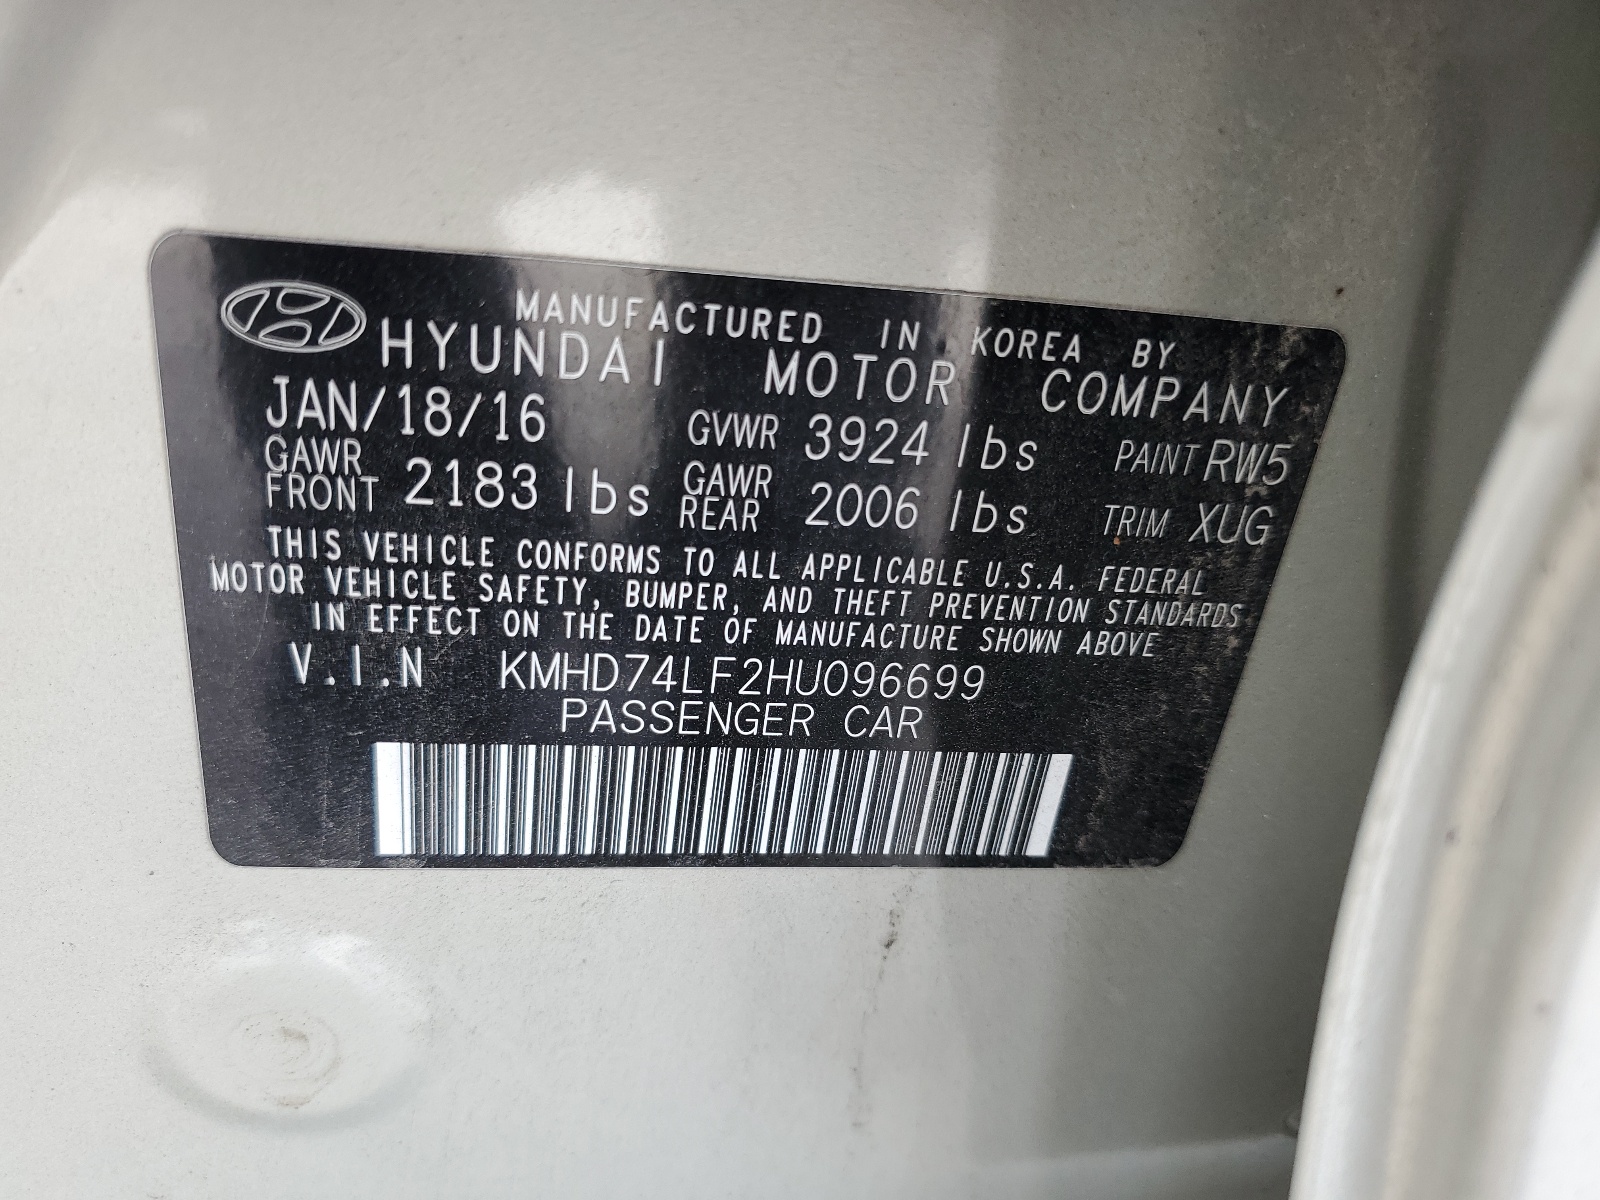 MANUFACTURED IN KOREA BY
HYUNDAI MOTOR COMPANY
JAN/18/16 GVWR 3924 lbs PAINT RW5
GAWR FRONT 2183 lbs GAWR REAR 2006 lbs TRIM XUG
THIS VEHICLE CONFORMS TO ALL APPLICABLE U.S.A. FEDERAL
MOTOR VEHICLE SAFETY, BUMPER, AND THEFT PREVENTION STANDARDS
IN EFFECT ON THE DATE OF MANUFACTURE SHOWN ABOVE
V.I.N KMHD74LF2HU096699
PASSENGER CAR